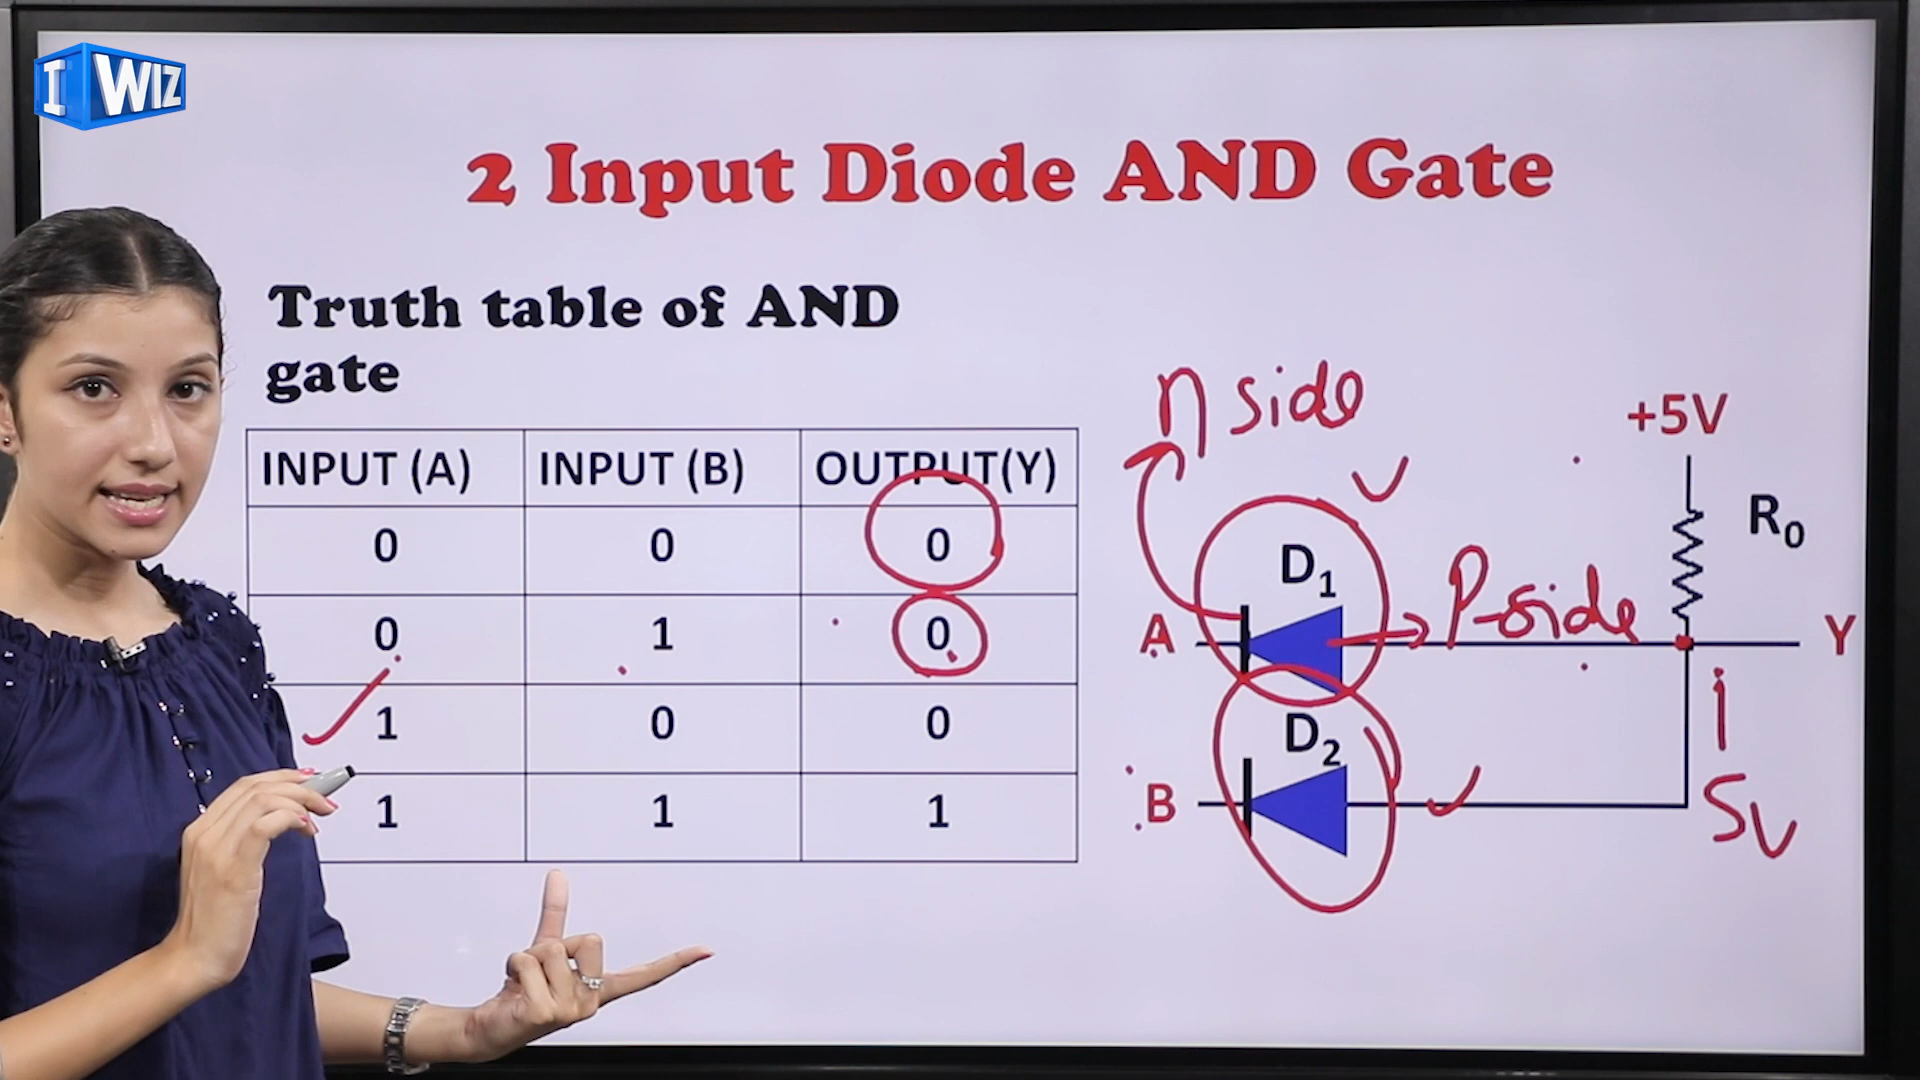 I WIZ
2 Input Diode AND Gate
Truth table of AND
gate
INPUT (A) INPUT (B) OUTPUT(Y)
0 0 0
0 1 0
1 0 0
1 1 1
n side
+5V
R0
D1
P-side
A
Y
D2
B
5V